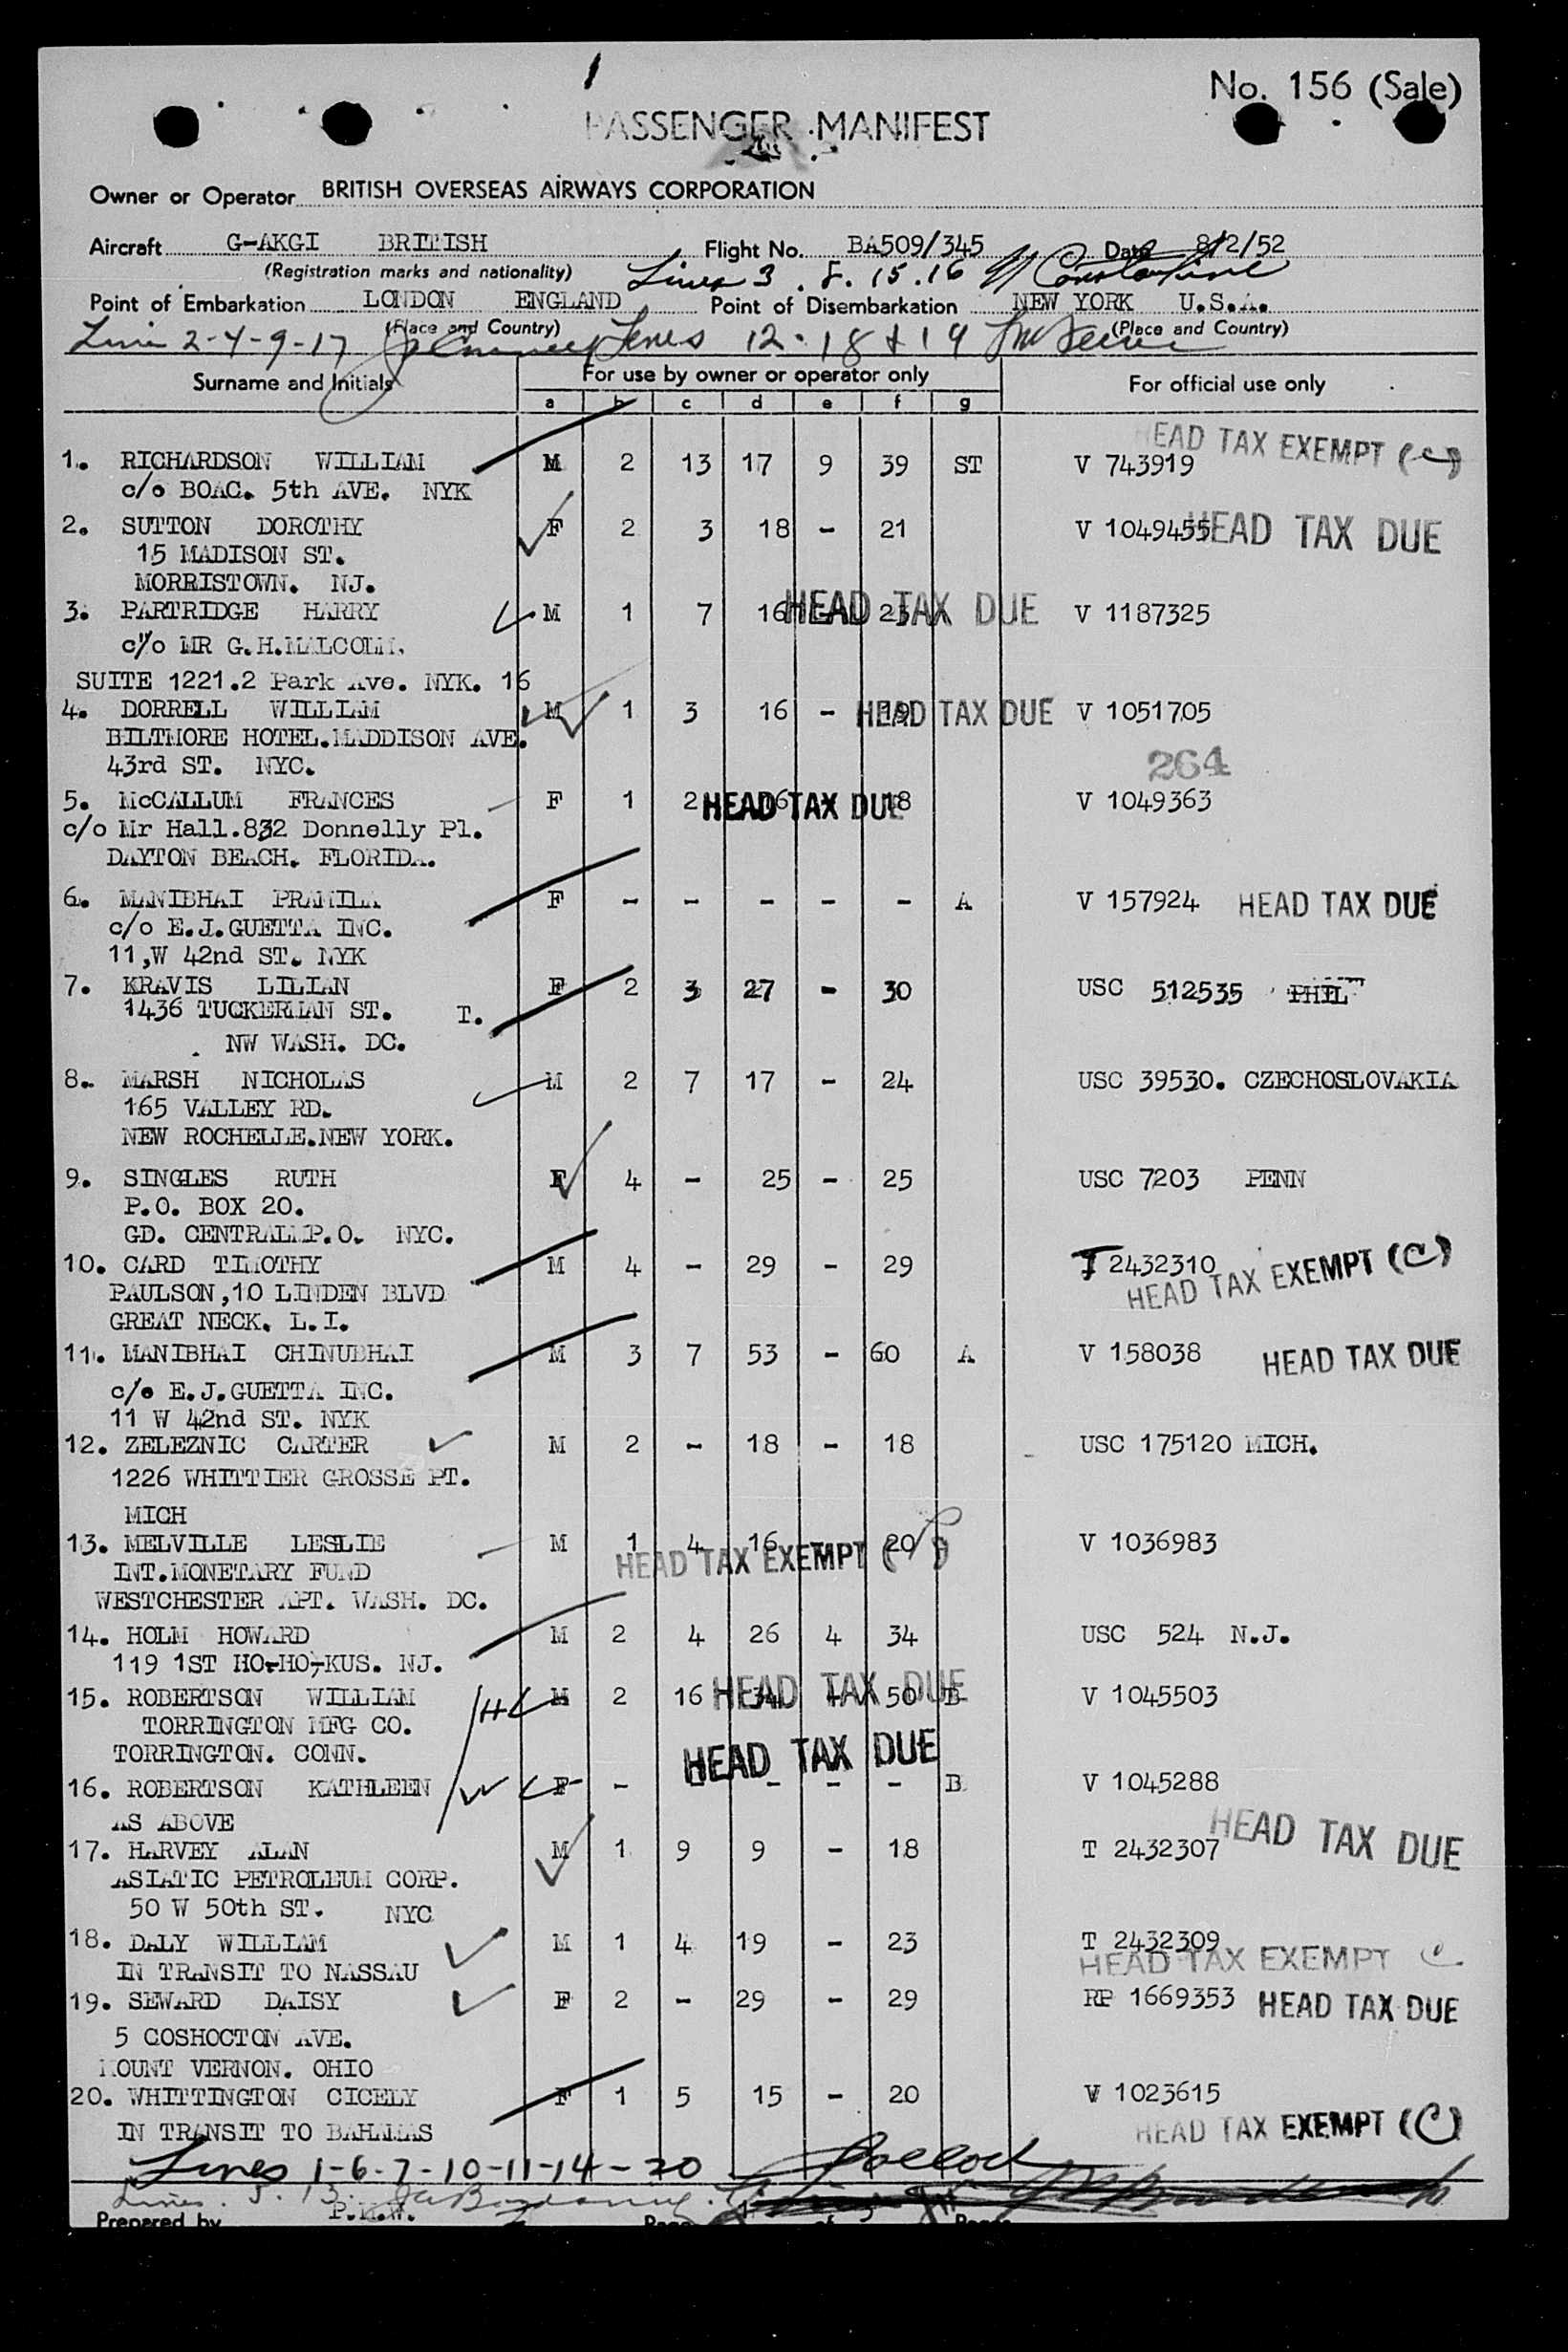 No. 156 (Sale)
PASSENGER MANIFEST
Owner or Operator BRITISH OVERSEAS AIRWAYS CORPORATION
Aircraft G-AKGI BRITISH Flight No. BA509/345 Date 8/2/52
(Registration marks and nationality) Lines 3. 8. 15. 16
Point of Embarkation LONDON ENGLAND Point of Disembarkation NEW YORK U.S.A.
(Place and Country) (Place and Country)
Line 2-4-9-17 Lines 12-18 + 19
Surname and Initials For use by owner or operator only For official use only
a b c d e f g
HEAD TAX EXEMPT (C)
1. RICHARDSON WILLIAM M 2 13 17 9 39 ST V 743919
c/o BOAC. 5th AVE. NYK
2. SUTTON DOROTHY F 2 3 18 - 21 V 1049455 HEAD TAX DUE
15 MADISON ST.
MORRISTOWN. NJ.
3. PARTRIDGE HARRY M 1 7 16 - 23 HEAD TAX DUE V 1187325
c/o MR G.H.MALCOLM.
SUITE 1221.2 Park Ave. NYK. 16
4. DORRELL WILLIAM M 1 3 16 - 19 HEAD TAX DUE V 1051705
BILTMORE HOTEL.MADDISON AVE.
43rd ST. NYC. 264
5. McCALLUM FRANCES F 1 2 16 - 18 HEAD TAX DUE V 1049363
c/o Mr Hall.832 Donnelly Pl.
DAYTON BEACH. FLORIDA.
6. MANIBHAI PRAMILA F - - - - - A V 157924 HEAD TAX DUE
c/o E.J.GUETTA INC.
11,W 42nd ST. NYK
7. KRAVIS LILIAN F 2 3 27 - 30 USC 512535 PHIL
1436 TUCKERMAN ST. T.
NW WASH. DC.
8. MARSH NICHOLAS M 2 7 17 - 24 USC 39530. CZECHOSLOVAKIA
165 VALLEY RD.
NEW ROCHELLE.NEW YORK.
9. SINGLES RUTH F 4 - 25 - 25 USC 7203 PENN
P.O. BOX 20.
GD. CENTRAL P.O. NYC.
10. CARD TIMOTHY M 4 - 29 - 29 T 2432310
PAULSON,10 LINDEN BLVD HEAD TAX EXEMPT (C)
GREAT NECK. L.I.
11. MANIBHAI CHINUBHAI M 3 7 53 - 60 A V 158038 HEAD TAX DUE
c/o E.J.GUETTA INC.
11 W 42nd ST. NYK
12. ZELEZNIC CARTER M 2 - 18 - 18 USC 175120 MICH.
1226 WHITTIER GROSSE PT.
MICH
13. MELVILLE LESLIE M 1 4 16 - 20 V 1036983
INT.MONETARY FUND HEAD TAX EXEMPT
WESTCHESTER APT. WASH. DC.
14. HOLM HOWARD M 2 4 26 4 34 USC 524 N.J.
119 1ST HO-HO-KUS. NJ.
15. ROBERTSON WILLIAM M 2 16 34 - 50 B HEAD TAX DUE V 1045503
TORRINGTON MFG CO.
TORRINGTON. CONN. HEAD TAX DUE
16. ROBERTSON KATHLEEN F - - - - - B V 1045288
AS ABOVE
17. HARVEY ALAN M 1 9 9 - 18 T 2432307 HEAD TAX DUE
ASIATIC PETROLEUM CORP.
50 W 50th ST. NYC
18. DALY WILLIAM M 1 4 19 - 23 T 2432309
IN TRANSIT TO NASSAU HEAD TAX EXEMPT C
19. SEWARD DAISY F 2 - 29 - 29 RP 1669353 HEAD TAX DUE
5 COSHOCTON AVE.
MOUNT VERNON. OHIO
20. WHITTINGTON CICELY F 1 5 15 - 20 V 1023615
IN TRANSIT TO BAHAMAS HEAD TAX EXEMPT (C)
Lines 1-6-7-10-11-14-20
Lines. 5. 13.
Prepared by P.K.W. Page of Pages